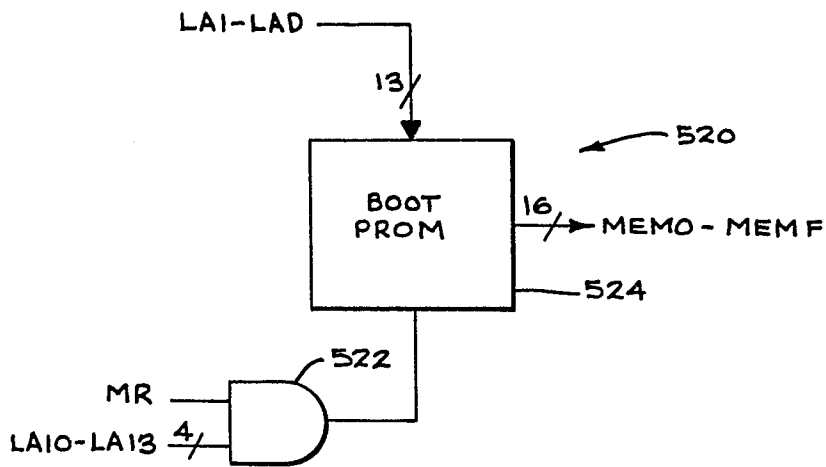 LA1-LAD
13
520
BOOT
PROM
16
MEM0 - MEMF
524
522
MR
LA10-LA13
4